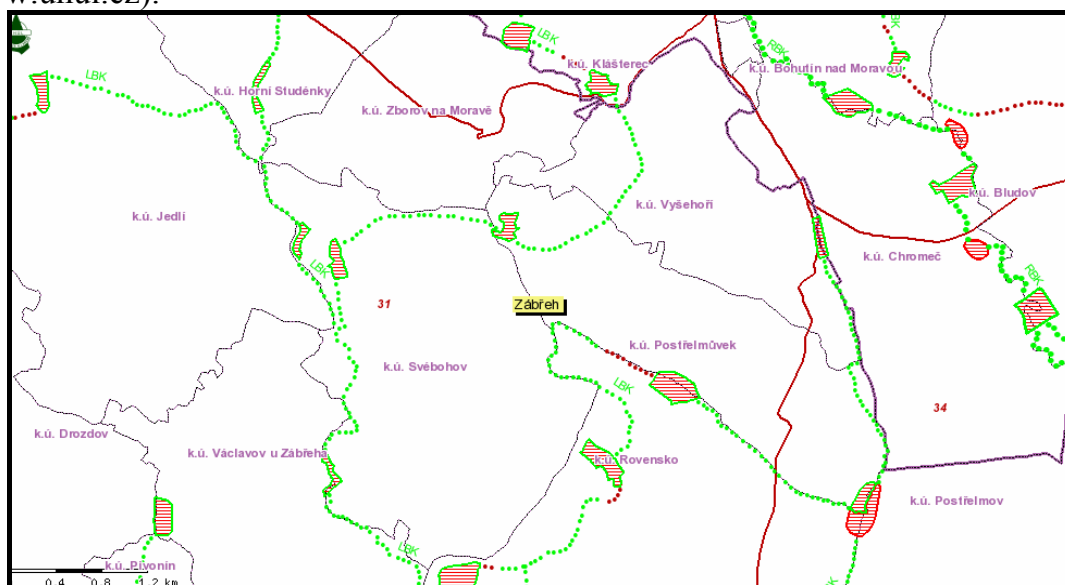 w.uhul.cz).
LBK
RBK
k.ú. Klášterec
k.ú. Bohutín nad Moravou
LBK
k.ú. Horní Studénky
k.ú. Zborov na Moravě
k.ú. Bludov
k.ú. Vyšehoří
k.ú. Jedlí
k.ú. Chromeč
LBK
RBK
31
Zábřeh
k.ú. Postřelmůvek
k.ú. Svébohov
LBK
34
k.ú. Drozdov
k.ú. Václavov u Zábřeha
k.ú. Rovensko
k.ú. Postřelmov
LBK
k.ú. Pivonín
LBK
0.4 0.8 1.2 km